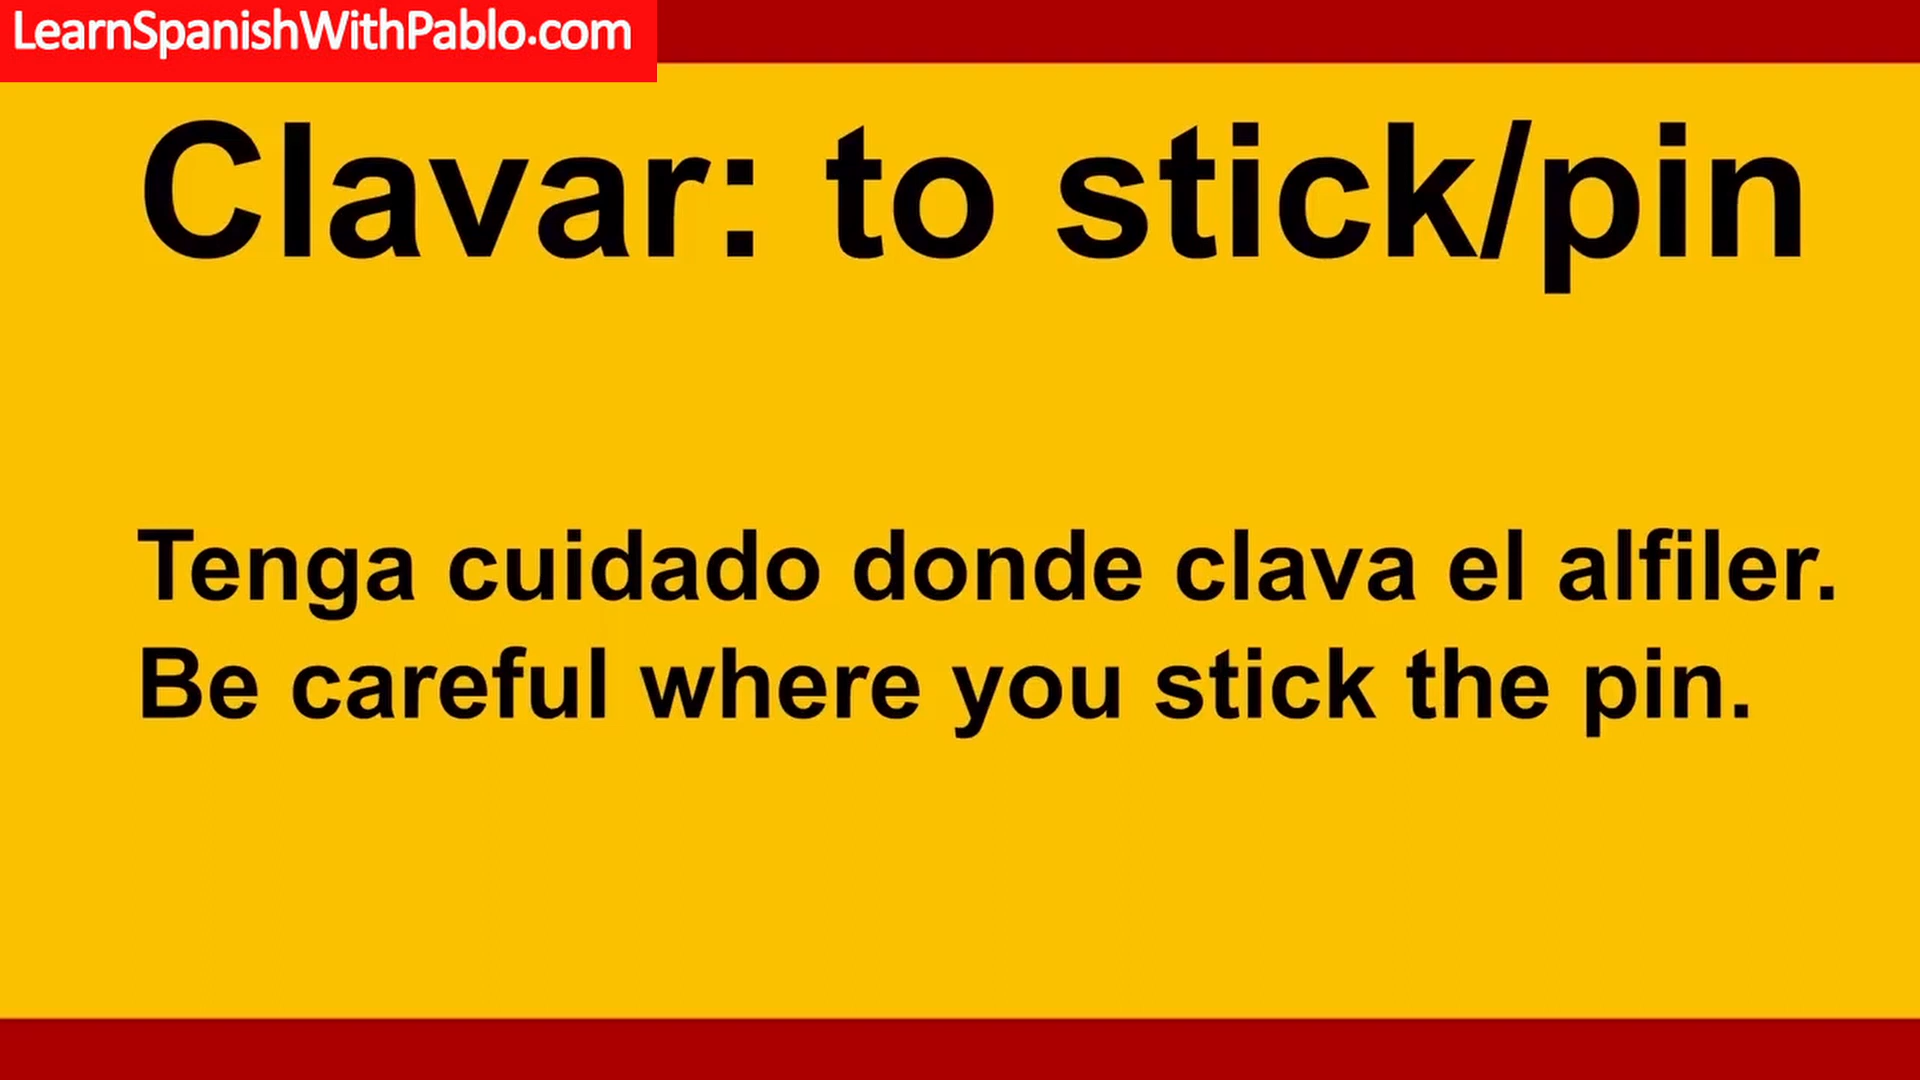 LearnSpanishWithPablo.com
Clavar: to stick/pin
Tenga cuidado donde clava el alfiler.
Be careful where you stick the pin.